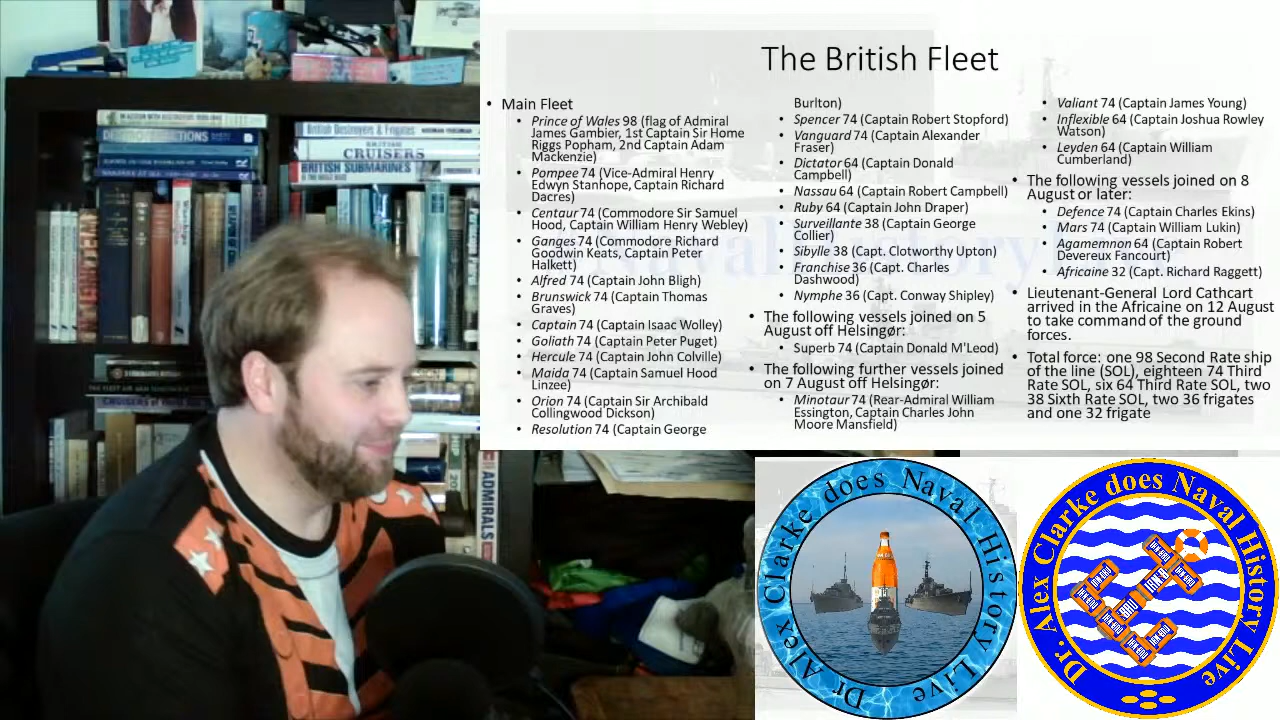 The British Fleet
Main Fleet
Prince of Wales 98 (flag of Admiral
James Gambier, 1st Captain Sir Home
Riggs Popham, 2nd Captain Adam
Mackenzie)
Pompee 74 (Vice-Admiral Henry
Edwyn Stanhope, Captain Richard
Dacres)
Centaur 74 (Commodore Sir Samuel
Hood, Captain William Henry Webley)
Ganges 74 (Commodore Richard
Goodwin Keats, Captain Peter
Halkett)
Alfred 74 (Captain John Bligh)
Brunswick 74 (Captain Thomas
Graves)
Captain 74 (Captain Isaac Wolley)
Goliath 74 (Captain Peter Puget)
Hercule 74 (Captain John Colville)
Maida 74 (Captain Samuel Hood
Linzee)
Orion 74 (Captain Sir Archibald
Collingwood Dickson)
Resolution 74 (Captain George
Burlton)
Spencer 74 (Captain Robert Stopford)
Vanguard 74 (Captain Alexander
Fraser)
Dictator 64 (Captain Donald
Campbell)
Nassau 64 (Captain Robert Campbell)
Ruby 64 (Captain John Draper)
Surveillante 38 (Captain George
Collier)
Sibylle 38 (Capt. Clotworthy Upton)
Franchise 36 (Capt. Charles
Dashwood)
Nymphe 36 (Capt. Conway Shipley)
The following vessels joined on 5
August off Helsingør:
Superb 74 (Captain Donald M'Leod)
The following further vessels joined
on 7 August off Helsingør:
Minotaur 74 (Rear-Admiral William
Essington, Captain Charles John
Moore Mansfield)
Valiant 74 (Captain James Young)
Inflexible 64 (Captain Joshua Rowley
Watson)
Leyden 64 (Captain William
Cumberland)
The following vessels joined on 8
August or later:
Defence 74 (Captain Charles Ekins)
Mars 74 (Captain William Lukin)
Agamemnon 64 (Captain Robert
Devereux Fancourt)
Africaine 32 (Capt. Richard Raggett)
Lieutenant-General Lord Cathcart
arrived in the Africaine on 12 August
to take command of the ground
forces.
Total force: one 98 Second Rate ship
of the line (SOL), eighteen 74 Third
Rate SOL, six 64 Third Rate SOL, two
38 Sixth Rate SOL, two 36 frigates
and one 32 frigate
British Destroyers & Frigates
BRITISH
CRUISERS
BRITISH SUBMARINES
ADMIRALS
Dr Alex Clarke does Naval History Live
Dr. Alex Clarke does Naval History Live